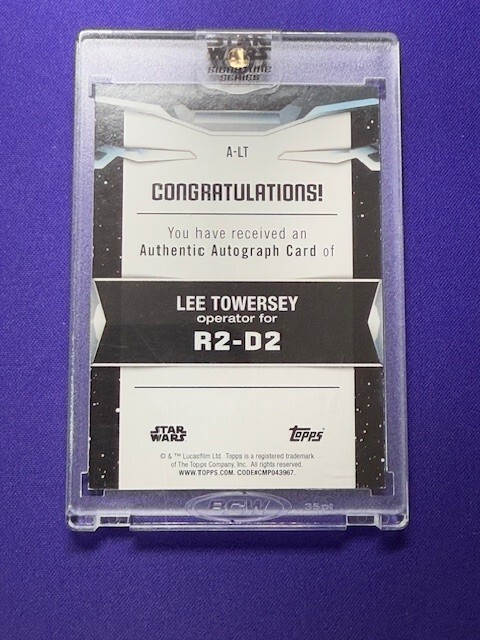 STAR
WARS
SIGNATURE
SERIES
A-LT
CONGRATULATIONS!
You have received an
Authentic Autograph Card of
LEE TOWERSEY
operator for
R2-D2
STAR
WARS
topps
© & ™ Lucasfilm Ltd. Topps is a registered trademark
of The Topps Company, Inc. All rights reserved.
WWW.TOPPS.COM. CODE#CMP043967.
BCW 35pt